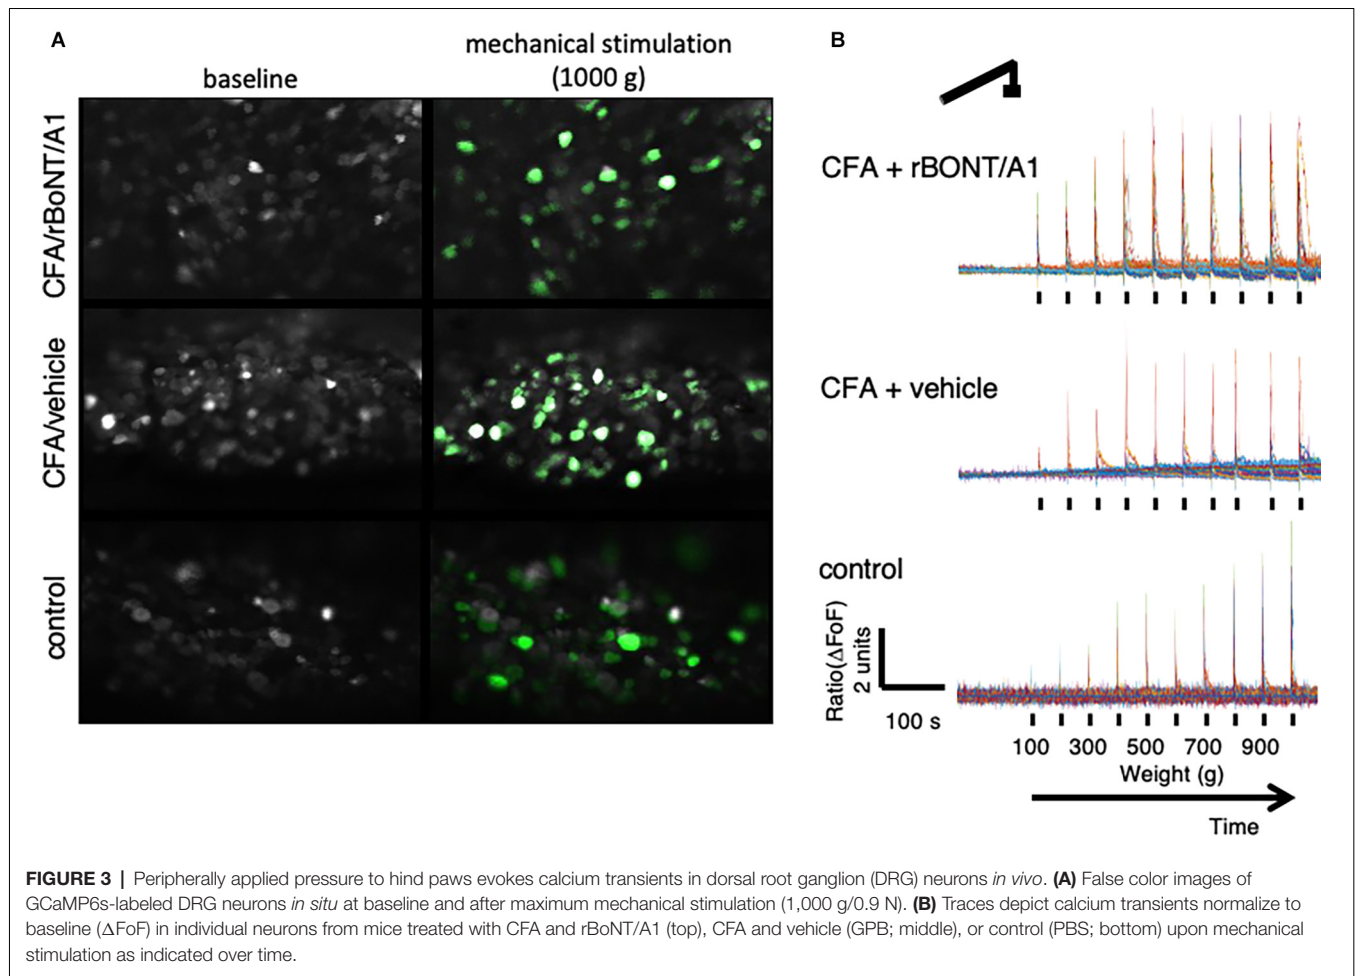 A
baseline
mechanical stimulation
(1000 g)
CFA/rBoNT/A1
CFA/vehicle
control
B
CFA + rBONT/A1
CFA + vehicle
control
Ratio(ΔFoF)
2 units
100 s
100 300 500 700 900
Weight (g)
Time
FIGURE 3 | Peripherally applied pressure to hind paws evokes calcium transients in dorsal root ganglion (DRG) neurons in vivo. (A) False color images of
GCaMP6s-labeled DRG neurons in situ at baseline and after maximum mechanical stimulation (1,000 g/0.9 N). (B) Traces depict calcium transients normalize to
baseline (ΔFoF) in individual neurons from mice treated with CFA and rBoNT/A1 (top), CFA and vehicle (GPB; middle), or control (PBS; bottom) upon mechanical
stimulation as indicated over time.